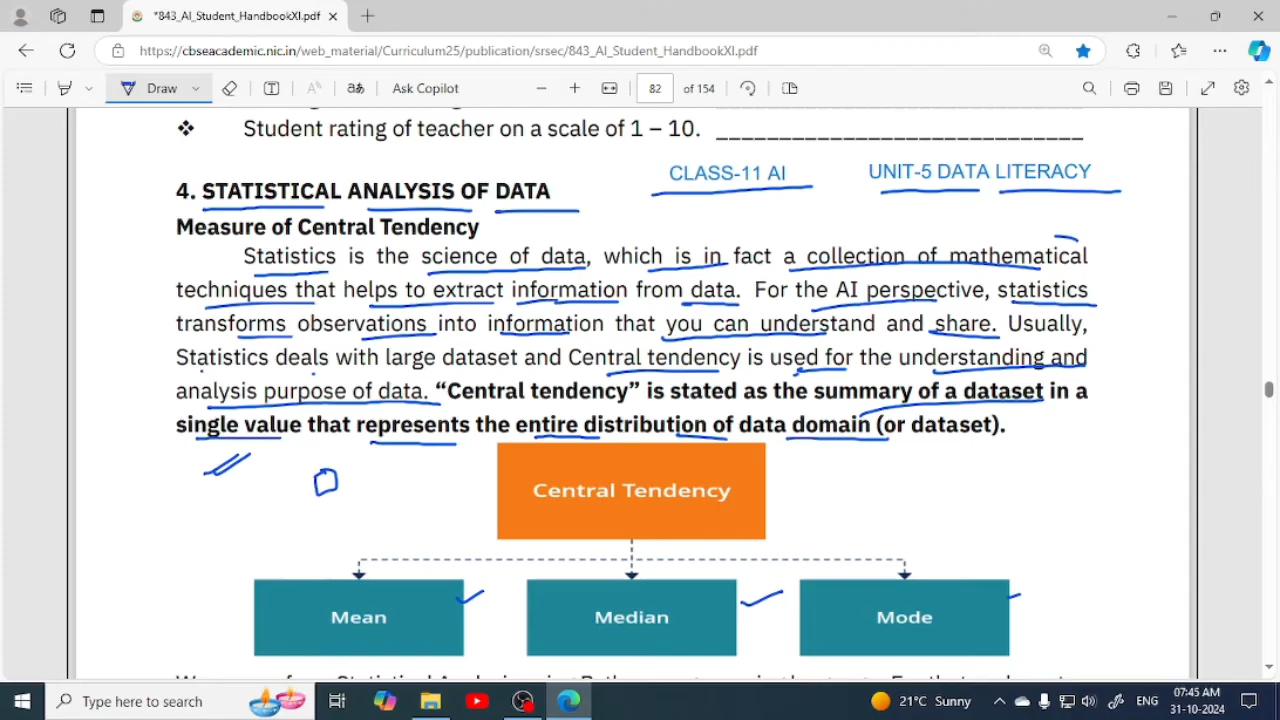 *843_AI_Student_HandbookXI.pdf
https://cbseacademic.nic.in/web_material/Curriculum25/publication/srsec/843_AI_Student_HandbookXI.pdf
Draw
Ask Copilot
82 of 154
❖ Student rating of teacher on a scale of 1 – 10. ____________________________
CLASS-11 AI UNIT-5 DATA LITERACY
4. STATISTICAL ANALYSIS OF DATA
Measure of Central Tendency
Statistics is the science of data, which is in fact a collection of mathematical
techniques that helps to extract information from data. For the AI perspective, statistics
transforms observations into information that you can understand and share. Usually,
Statistics deals with large dataset and Central tendency is used for the understanding and
analysis purpose of data. “Central tendency” is stated as the summary of a dataset in a
single value that represents the entire distribution of data domain (or dataset).
Central Tendency
Mean Median Mode
Type here to search
21°C Sunny
ENG
07:45 AM
31-10-2024